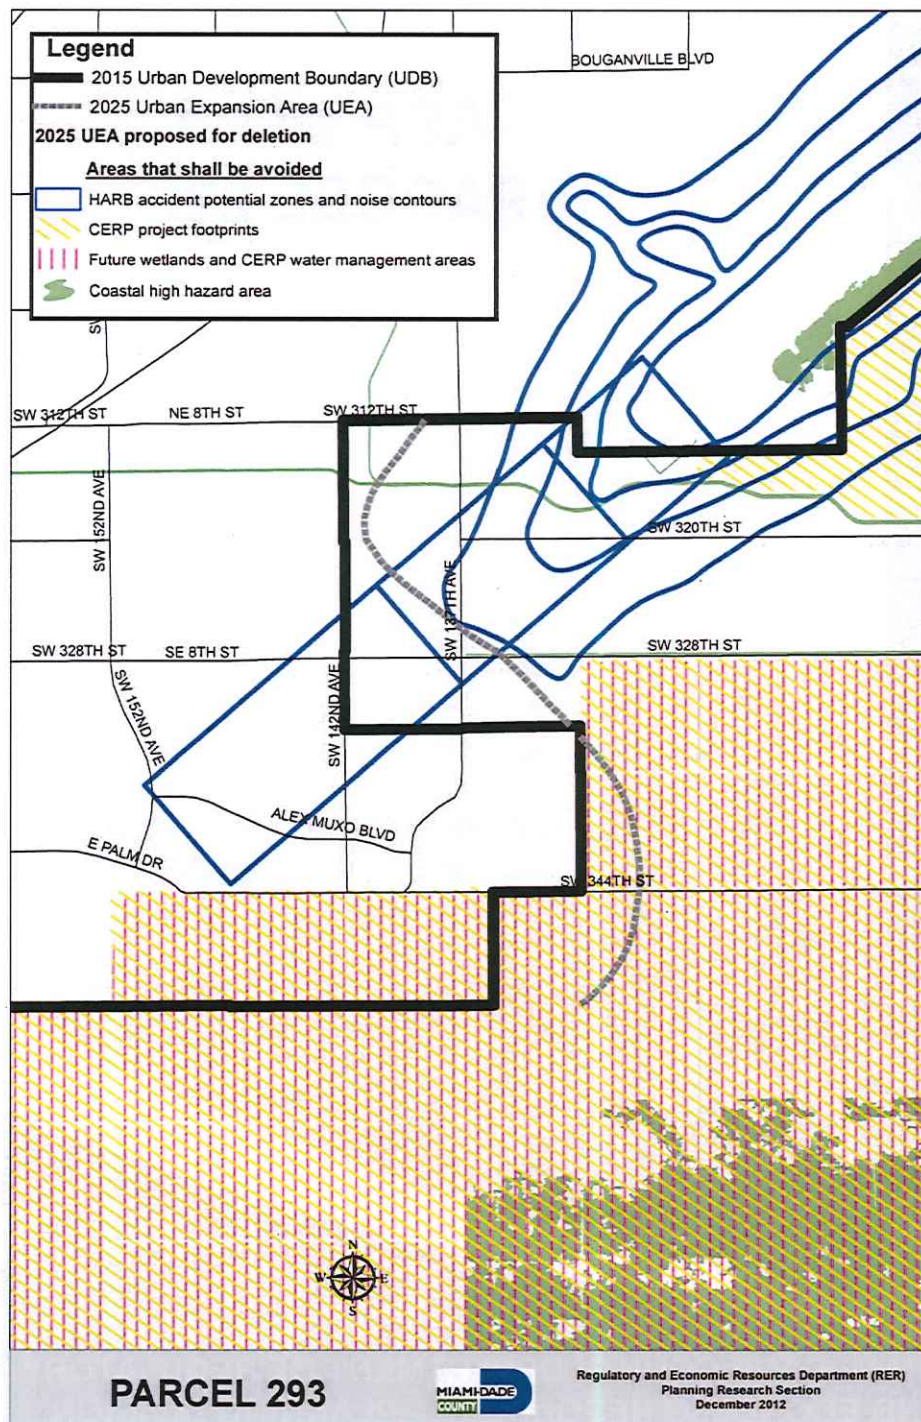 Legend
2015 Urban Development Boundary (UDB)
2025 Urban Expansion Area (UEA)
2025 UEA proposed for deletion
Areas that shall be avoided
HARB accident potential zones and noise contours
CERP project footprints
Future wetlands and CERP water management areas
Coastal high hazard area
BOUGANVILLE BLVD
SW 312TH ST
NE 8TH ST
SW 312TH ST
SW 152ND AVE
SW 320TH ST
SW 137TH AVE
SW 328TH ST
SE 8TH ST
SW 328TH ST
SW 152ND AVE
SW 142ND AVE
ALEX MUXO BLVD
E PALM DR
SW 344TH ST
N
W
E
S
PARCEL 293
MIAMI-DADE
COUNTY
Regulatory and Economic Resources Department (RER)
Planning Research Section
December 2012